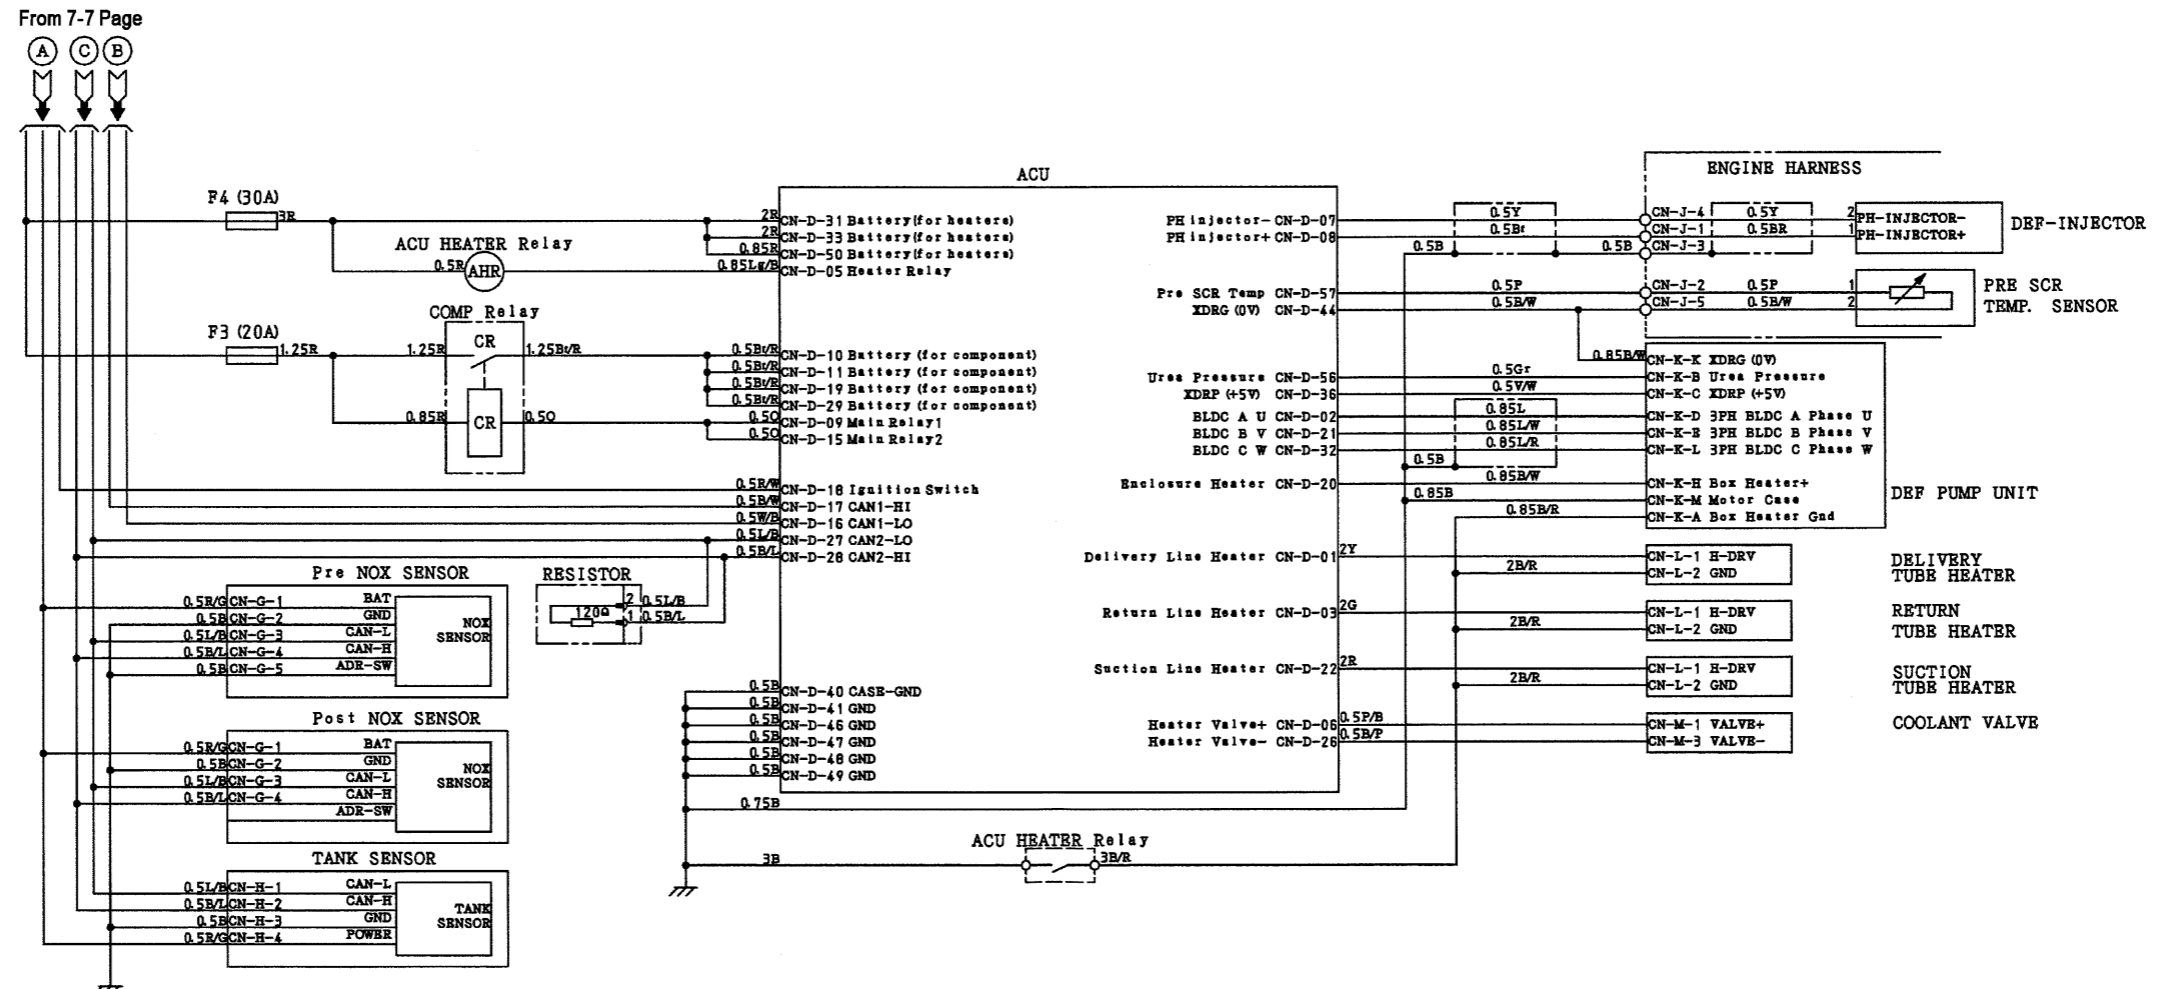 From 7-7 Page
A C B
F4 (30A)
3R
ACU HEATER Relay
0.5R
AHR
0.85Lg/B
COMP Relay
F3 (20A)
1.25R
1.25R
CR
1.25Br/R
0.85R
CR
0.5O
ACU
2R CN-D-31 Battery(for heaters)
2R CN-D-33 Battery(for heaters)
0.85R CN-D-50 Battery(for heaters)
CN-D-05 Heater Relay
0.5Br/R CN-D-10 Battery (for component)
0.5Br/R CN-D-11 Battery (for component)
0.5Br/R CN-D-19 Battery (for component)
0.5Br/R CN-D-29 Battery (for component)
0.5O CN-D-09 Main Relay1
0.5O CN-D-15 Main Relay2
0.5R/W CN-D-18 Ignition Switch
0.5B/W CN-D-17 CAN1-HI
0.5W/B CN-D-16 CAN1-LO
0.5L/B CN-D-27 CAN2-LO
0.5B/L CN-D-28 CAN2-HI
Pre NOX SENSOR
0.5R/G CN-G-1 BAT
0.5B CN-G-2 GND
0.5L/B CN-G-3 CAN-L
0.5B/L CN-G-4 CAN-H
0.5B CN-G-5 ADR-SW
NOX
SENSOR
RESISTOR
120Ω
2 0.5L/B
1 0.5B/L
Post NOX SENSOR
0.5R/G CN-G-1 BAT
0.5B CN-G-2 GND
0.5L/B CN-G-3 CAN-L
0.5B/L CN-G-4 CAN-H
ADR-SW
NOX
SENSOR
TANK SENSOR
0.5L/B CN-H-1 CAN-L
0.5B/L CN-H-2 CAN-H
0.5B CN-H-3 GND
0.5R/G CN-H-4 POWER
TANK
SENSOR
0.5B CN-D-40 CASE-GND
0.5B CN-D-41 GND
0.5B CN-D-46 GND
0.5B CN-D-47 GND
0.5B CN-D-48 GND
0.5B CN-D-49 GND
0.75B
ACU HEATER Relay
3B
3B/R
PH injector- CN-D-07
PH injector+ CN-D-08
Pre SCR Temp CN-D-57
XDRG (0V) CN-D-44
Urea Pressure CN-D-56
XDRP (+5V) CN-D-36
BLDC A U CN-D-02
BLDC B V CN-D-21
BLDC C W CN-D-32
Enclosure Heater CN-D-20
Delivery Line Heater CN-D-01 2Y
Return Line Heater CN-D-03 2G
Suction Line Heater CN-D-22 2R
Heater Valve+ CN-D-06 0.5P/B
Heater Valve- CN-D-26 0.5B/P
ENGINE HARNESS
0.5Y CN-J-4 0.5Y 2 PH-INJECTOR-
0.5Br CN-J-1 0.5BR 1 PH-INJECTOR+
0.5B 0.5B CN-J-3
DEF-INJECTOR
0.5P CN-J-2 0.5P 1
0.5B/W CN-J-5 0.5B/W 2
PRE SCR
TEMP. SENSOR
0.85B/W CN-K-K XDRG (0V)
0.5Gr CN-K-B Urea Pressure
0.5V/W CN-K-C XDRP (+5V)
0.85L CN-K-D 3PH BLDC A Phase U
0.85L/W CN-K-E 3PH BLDC B Phase V
0.85L/R CN-K-L 3PH BLDC C Phase W
0.5B
0.85B/W CN-K-H Box Heater+
0.85B CN-K-M Motor Case
0.85B/R CN-K-A Box Heater Gnd
DEF PUMP UNIT
CN-L-1 H-DRV
2B/R CN-L-2 GND
DELIVERY
TUBE HEATER
CN-L-1 H-DRV
2B/R CN-L-2 GND
RETURN
TUBE HEATER
CN-L-1 H-DRV
2B/R CN-L-2 GND
SUCTION
TUBE HEATER
CN-M-1 VALVE+
CN-M-3 VALVE-
COOLANT VALVE